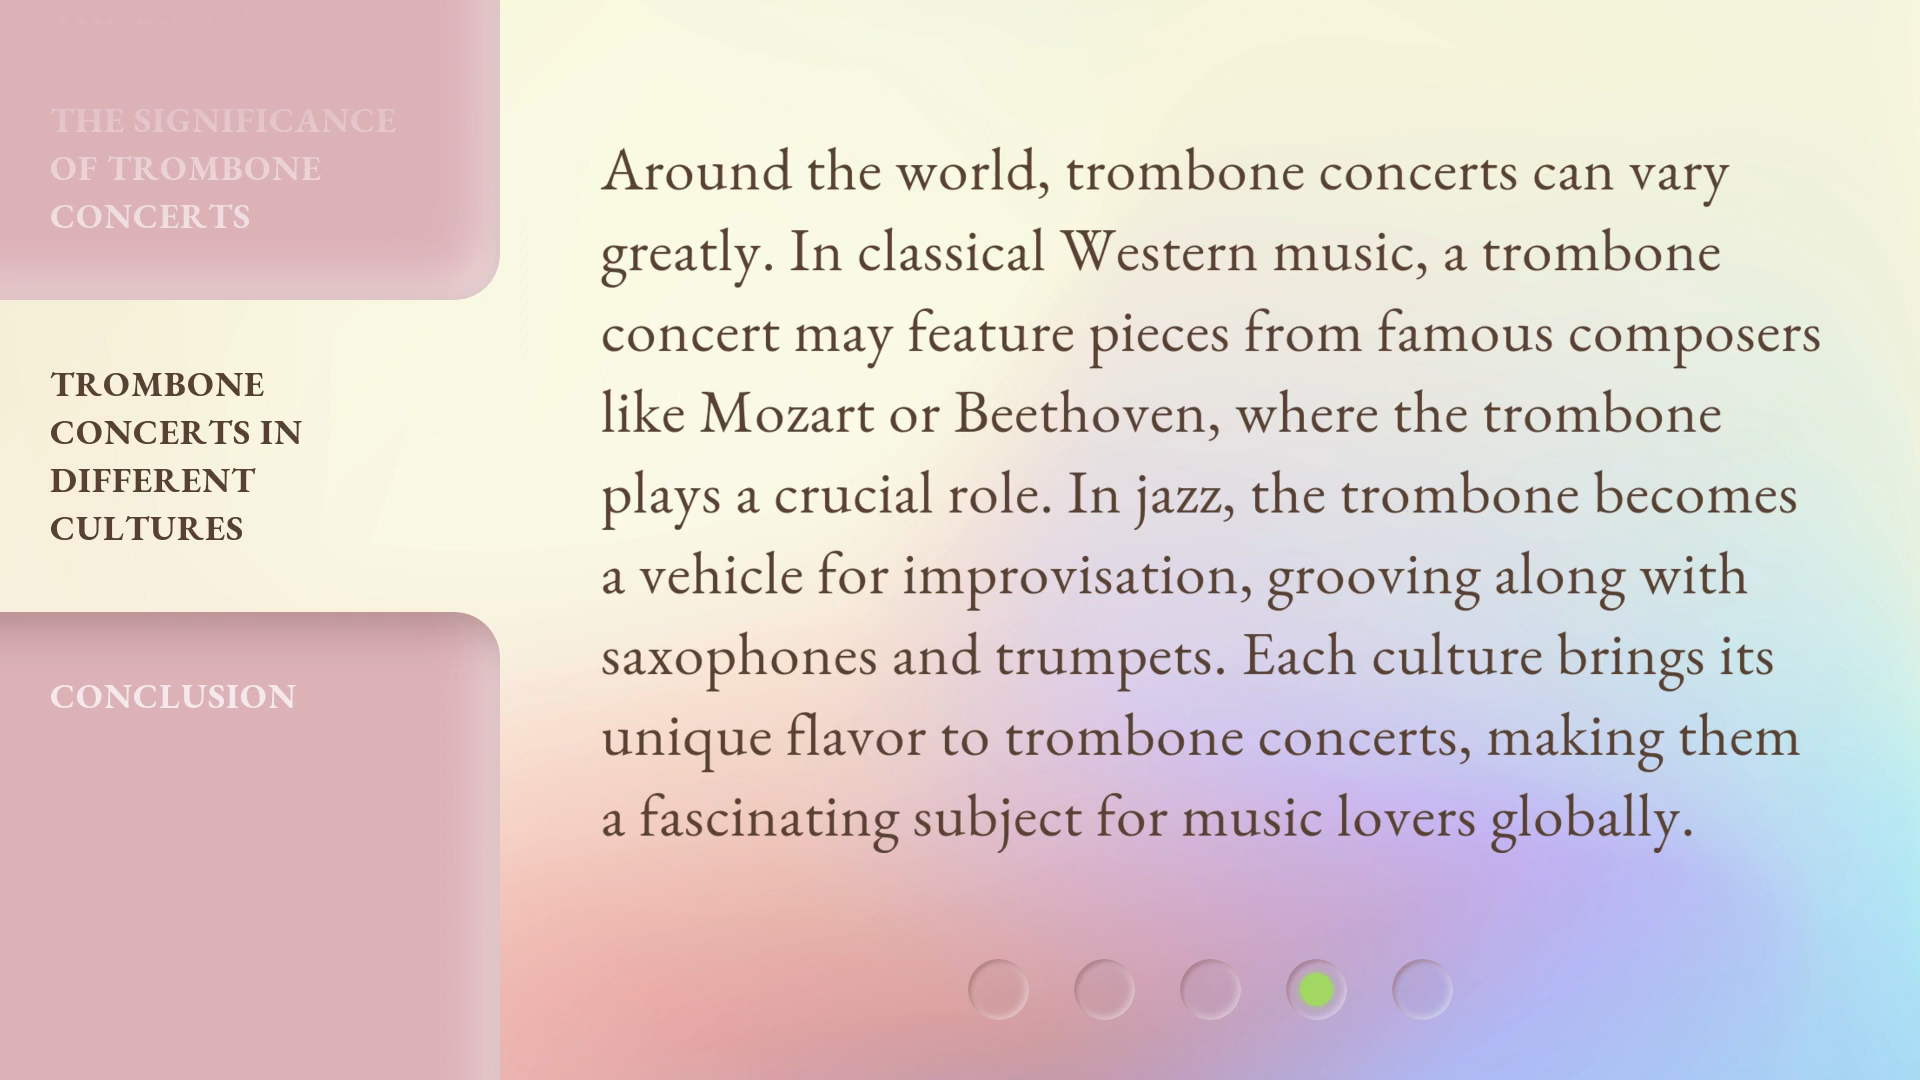 THE SIGNIFICANCE
OF TROMBONE
CONCERTS
TROMBONE
CONCERTS IN
DIFFERENT
CULTURES
CONCLUSION
Around the world, trombone concerts can vary
greatly. In classical Western music, a trombone
concert may feature pieces from famous composers
like Mozart or Beethoven, where the trombone
plays a crucial role. In jazz, the trombone becomes
a vehicle for improvisation, grooving along with
saxophones and trumpets. Each culture brings its
unique flavor to trombone concerts, making them
a fascinating subject for music lovers globally.